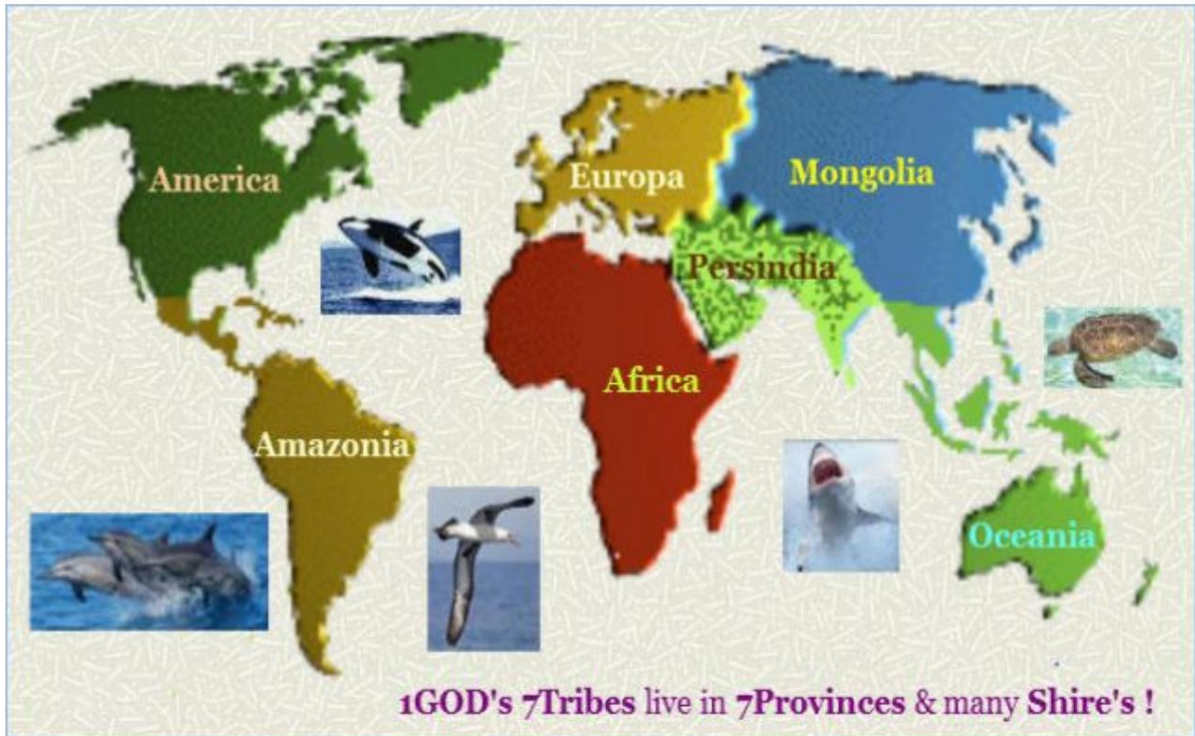 America
Europa
Mongolia
Persindia
Africa
Amazonia
Oceania
1GOD's 7Tribes live in 7Provinces & many Shire's !